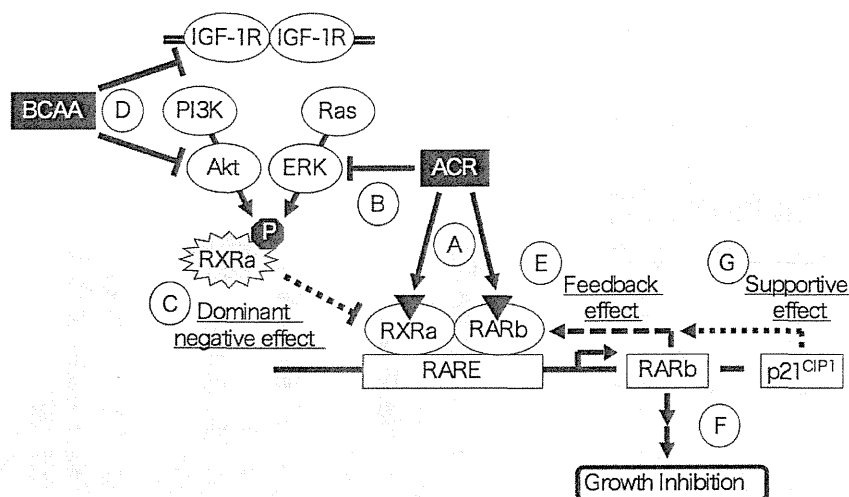 IGF-1R IGF-1R
BCAA
D
PI3K
Ras
Akt
ERK
ACR
B
P
RXRa
A
E
G
C
Dominant
negative effect
Feedback
effect
Supportive
effect
RXRa
RARb
RARE
RARb
p21CIP1
F
Growth Inhibition